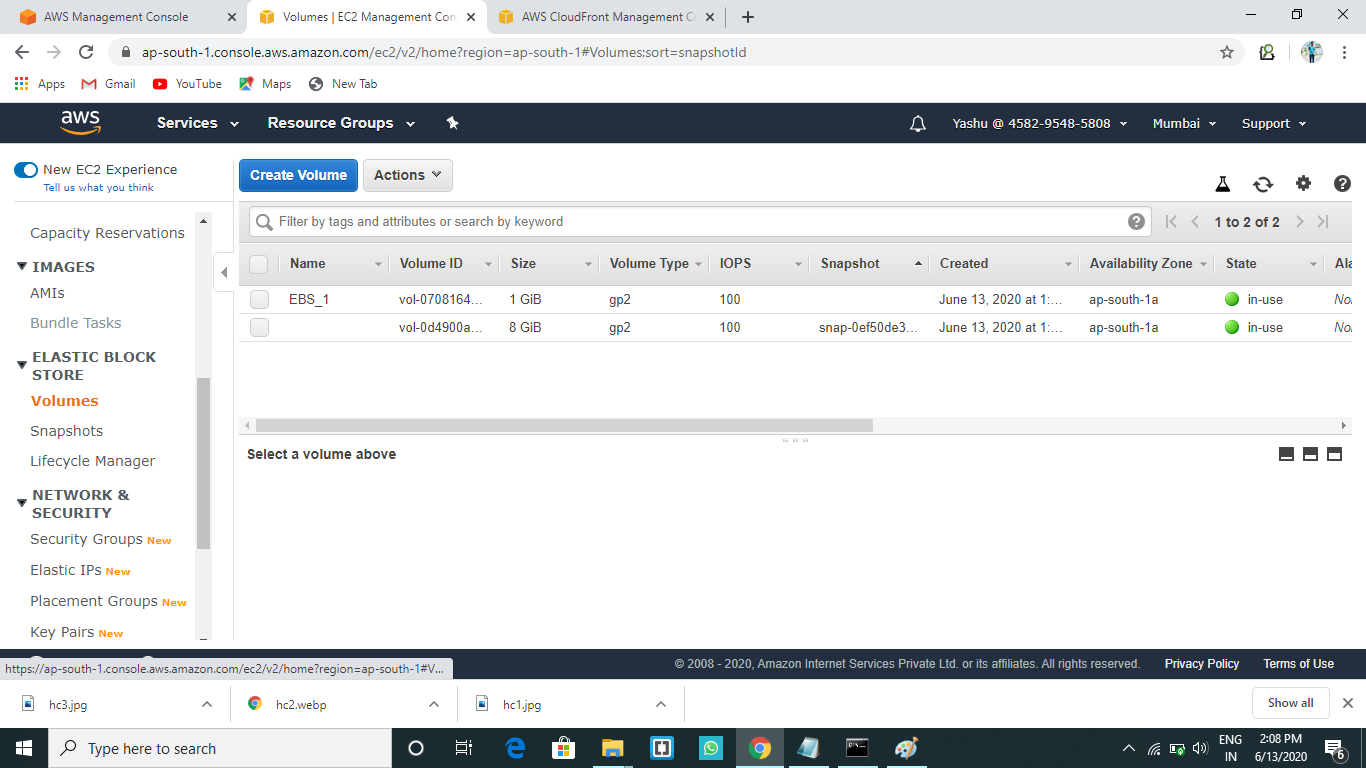 AWS Management Console
Volumes | EC2 Management Con
AWS CloudFront Management C
ap-south-1.console.aws.amazon.com/ec2/v2/home?region=ap-south-1#Volumes:sort=snapshotId
Apps Gmail YouTube Maps New Tab
aws Services Resource Groups Yashu @ 4582-9548-5808 Mumbai Support
New EC2 Experience
Tell us what you think
Capacity Reservations
IMAGES
AMIs
Bundle Tasks
ELASTIC BLOCK
STORE
Volumes
Snapshots
Lifecycle Manager
NETWORK &
SECURITY
Security Groups New
Elastic IPs New
Placement Groups New
Key Pairs New
Create Volume Actions
Filter by tags and attributes or search by keyword 1 to 2 of 2
Name Volume ID Size Volume Type IOPS Snapshot Created Availability Zone State Ala
EBS_1 vol-0708164... 1 GiB gp2 100 June 13, 2020 at 1:... ap-south-1a in-use No
vol-0d4900a... 8 GiB gp2 100 snap-0ef50de3... June 13, 2020 at 1:... ap-south-1a in-use No
Select a volume above
https://ap-south-1.console.aws.amazon.com/ec2/v2/home?region=ap-south-1#V...
© 2008 - 2020, Amazon Internet Services Private Ltd. or its affiliates. All rights reserved. Privacy Policy Terms of Use
hc3.jpg hc2.webp hc1.jpg Show all
Type here to search
ENG
IN
2:08 PM
6/13/2020
6